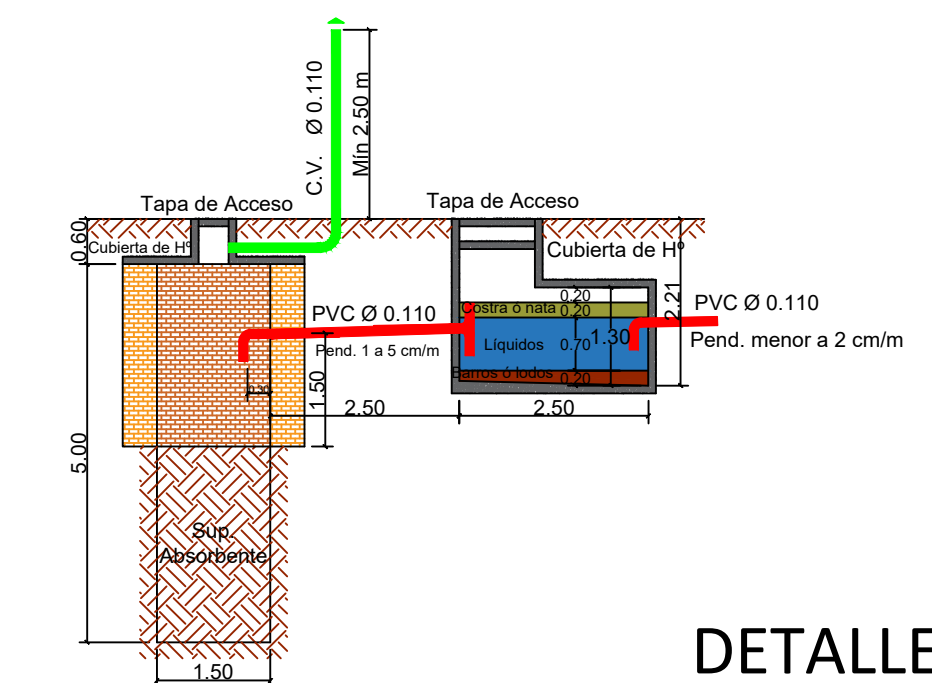 C.V. Ø 0.110
Mín 2.50 m
Tapa de Acceso
Tapa de Acceso
0.60
Cubierta de Hº
Cubierta de Hº
2.21
PVC Ø 0.110
Pend. 1 a 5 cm/m
PVC Ø 0.110
Pend. menor a 2 cm/m
0.20
Costra ó nata
0.20
Líquidos
0.70
1.30
Barros ó lodos
0.20
0.30
1.50
2.50
2.50
5.00
Sup.
Absorbente
1.50
DETALLE